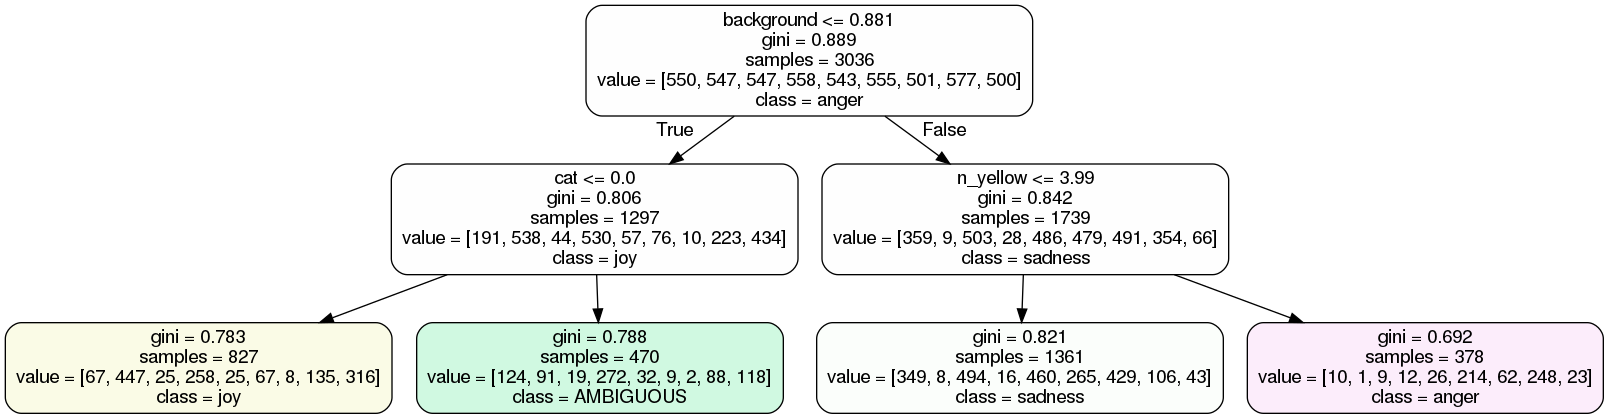 background <= 0.881
gini = 0.889
samples = 3036
value = [550, 547, 547, 558, 543, 555, 501, 577, 500]
class = anger
True
False
cat <= 0.0
gini = 0.806
samples = 1297
value = [191, 538, 44, 530, 57, 76, 10, 223, 434]
class = joy
n_yellow <= 3.99
gini = 0.842
samples = 1739
value = [359, 9, 503, 28, 486, 479, 491, 354, 66]
class = sadness
gini = 0.783
samples = 827
value = [67, 447, 25, 258, 25, 67, 8, 135, 316]
class = joy
gini = 0.788
samples = 470
value = [124, 91, 19, 272, 32, 9, 2, 88, 118]
class = AMBIGUOUS
gini = 0.821
samples = 1361
value = [349, 8, 494, 16, 460, 265, 429, 106, 43]
class = sadness
gini = 0.692
samples = 378
value = [10, 1, 9, 12, 26, 214, 62, 248, 23]
class = anger